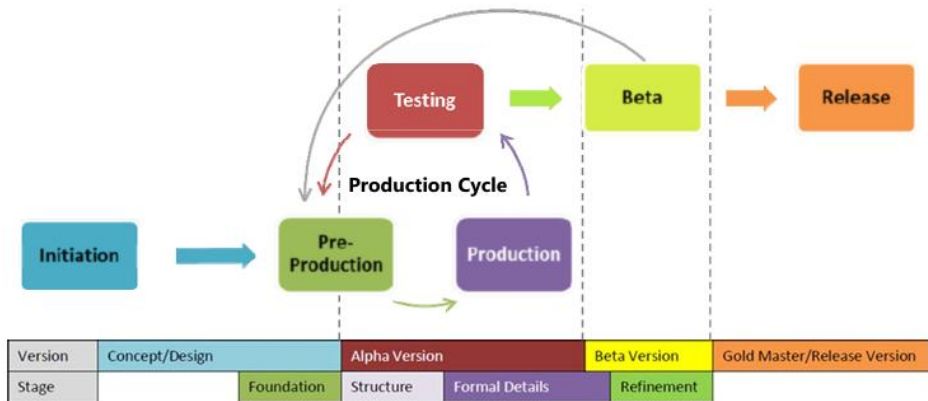 Testing
Beta
Release
Production Cycle
Initiation
Pre-
Production
Production
Version Concept/Design Alpha Version Beta Version Gold Master/Release Version
Stage Foundation Structure Formal Details Refinement